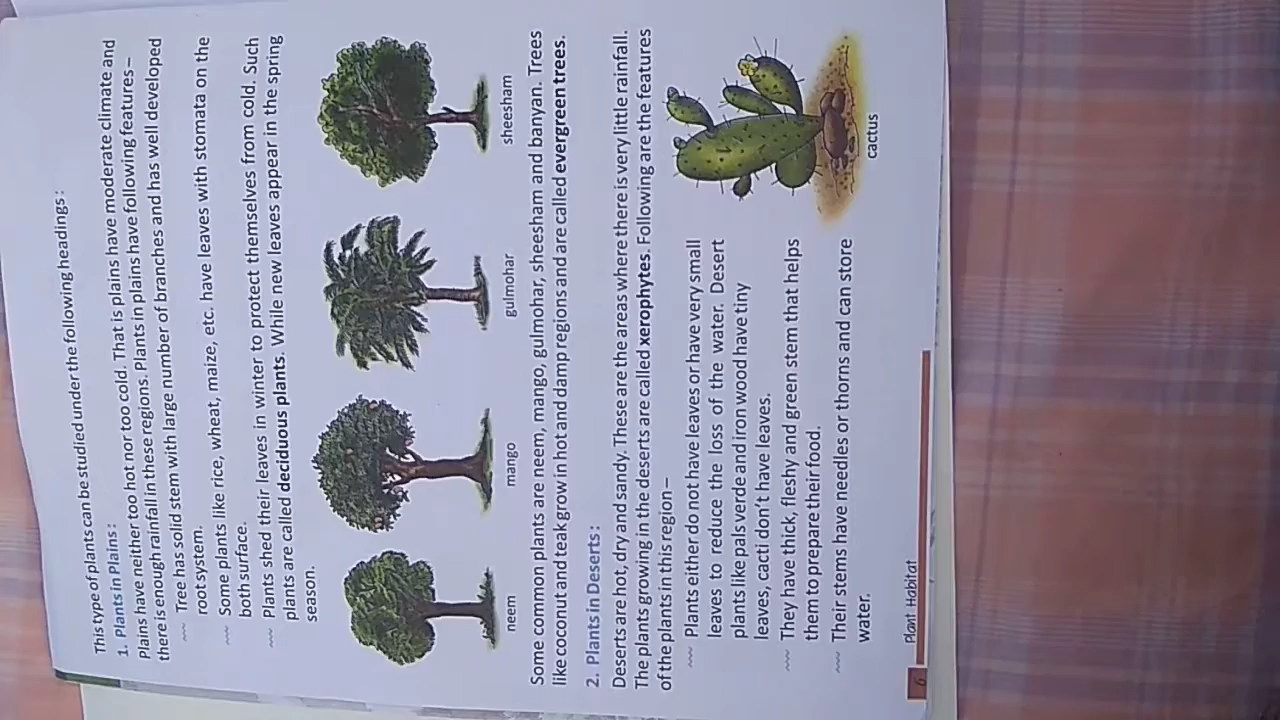 This type of plants can be studied under the following headings :
1. Plants in Plains :
Plains have neither too hot nor too cold. That is plains have moderate climate and
there is enough rainfall in these regions. Plants in plains have following features –
Tree has solid stem with large number of branches and has well developed
root system.
Some plants like rice, wheat, maize, etc. have leaves with stomata on the
both surface.
Plants shed their leaves in winter to protect themselves from cold. Such
plants are called deciduous plants. While new leaves appear in the spring
season.
neem mango gulmohar sheesham
Some common plants are neem, mango, gulmohar, sheesham and banyan. Trees
like coconut and teak grow in hot and damp regions and are called evergreen trees.
2. Plants in Deserts :
Deserts are hot, dry and sandy. These are the areas where there is very little rainfall.
The plants growing in the deserts are called xerophytes. Following are the features
of the plants in this region –
Plants either do not have leaves or have very small
leaves to reduce the loss of the water. Desert
plants like pals verde and iron wood have tiny
leaves, cacti don't have leaves.
They have thick, fleshy and green stem that helps
them to prepare their food.
Their stems have needles or thorns and can store
water.
cactus
6 Plant Habitat